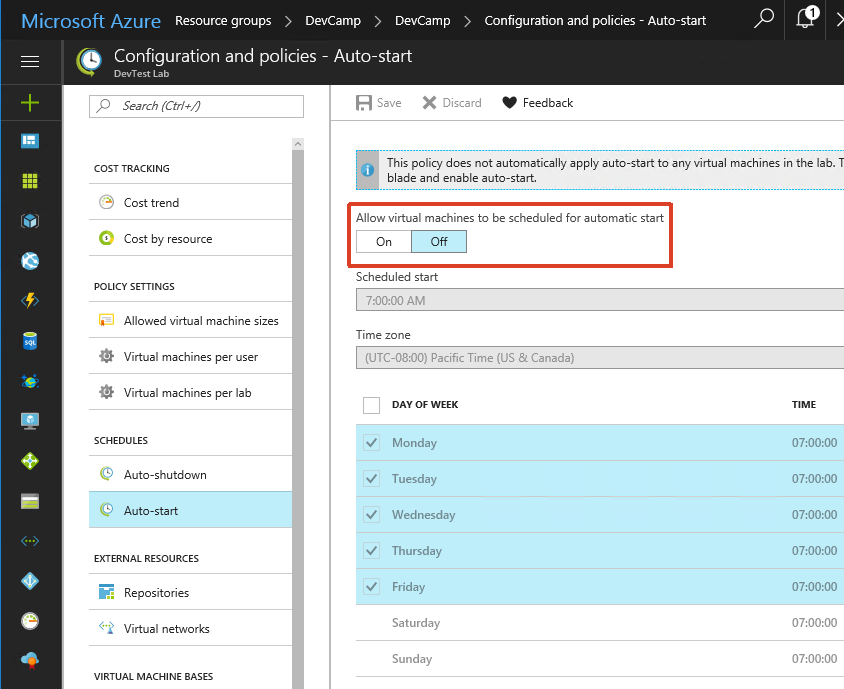 Microsoft Azure Resource groups > DevCamp > DevCamp > Configuration and policies - Auto-start
1
Configuration and policies - Auto-start
DevTest Lab
Search (Ctrl+/)
Save Discard Feedback
This policy does not automatically apply auto-start to any virtual machines in the lab. T
blade and enable auto-start.
COST TRACKING
Cost trend
Cost by resource
POLICY SETTINGS
Allowed virtual machine sizes
Virtual machines per user
Virtual machines per lab
SCHEDULES
Auto-shutdown
Auto-start
EXTERNAL RESOURCES
Repositories
Virtual networks
VIRTUAL MACHINE BASES
Allow virtual machines to be scheduled for automatic start
On Off
Scheduled start
7:00:00 AM
Time zone
(UTC-08:00) Pacific Time (US & Canada)
DAY OF WEEK TIME
Monday 07:00:00
Tuesday 07:00:00
Wednesday 07:00:00
Thursday 07:00:00
Friday 07:00:00
Saturday 07:00:00
Sunday 07:00:00
SQL